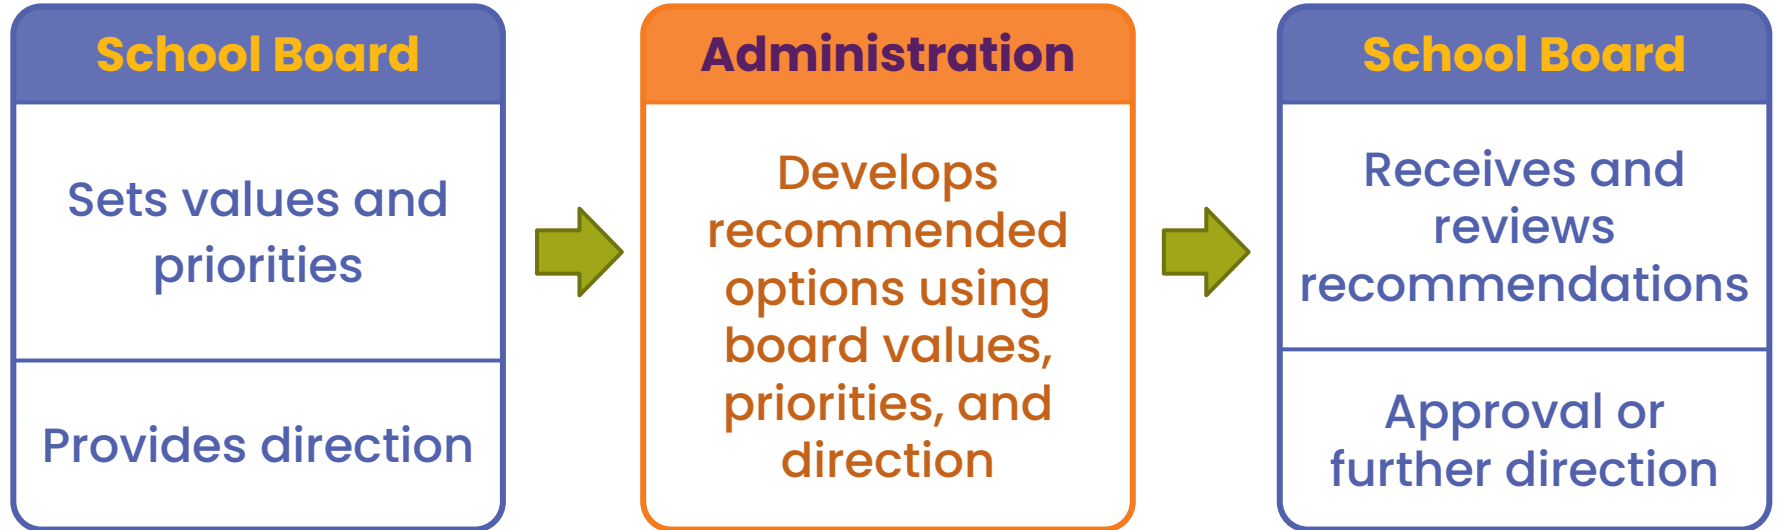 School Board
Sets values and
priorities
Provides direction
Administration
Develops
recommended
options using
board values,
priorities, and
direction
School Board
Receives and
reviews
recommendations
Approval or
further direction